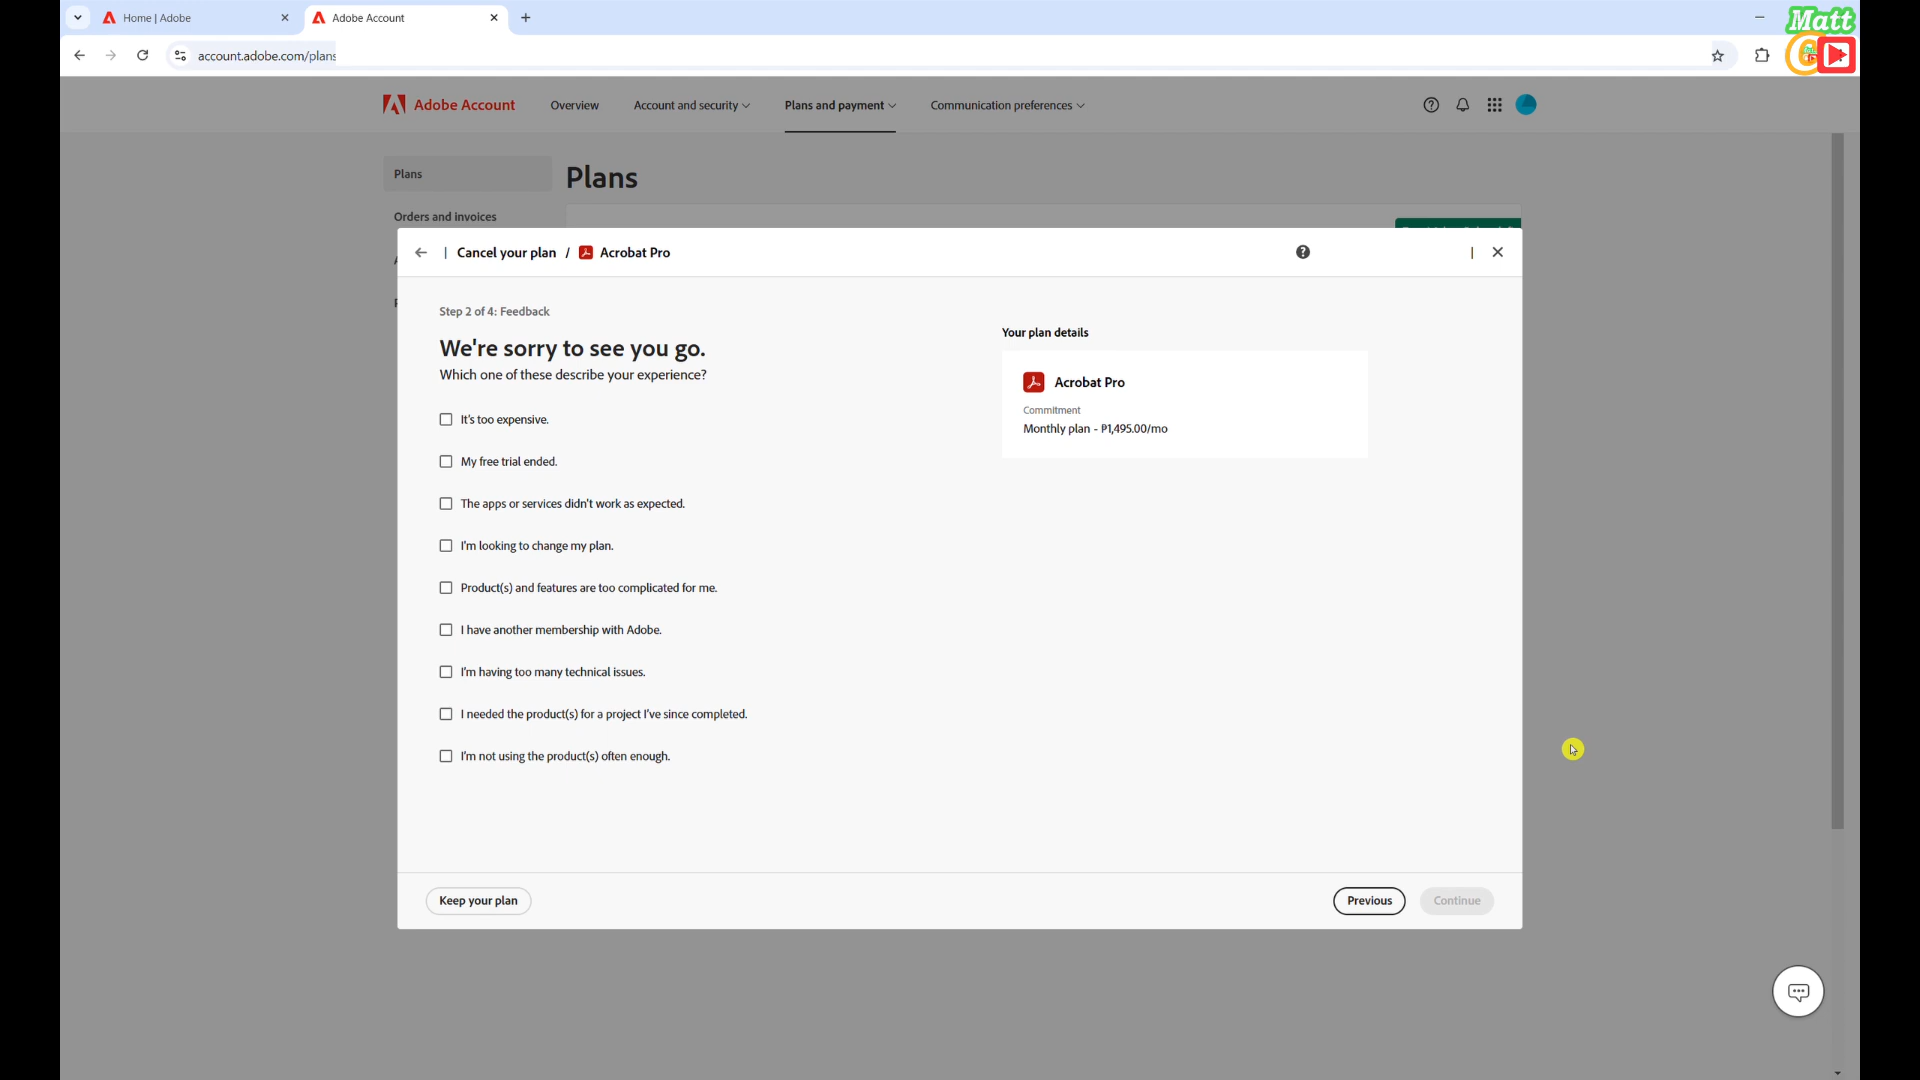 Home | Adobe
Adobe Account
Matt
account.adobe.com/plans
Adobe Account
Overview
Account and security
Plans and payment
Communication preferences
Plans
Plans
Orders and invoices
Cancel your plan / Acrobat Pro
Step 2 of 4: Feedback
We're sorry to see you go.
Which one of these describe your experience?
It's too expensive.
My free trial ended.
The apps or services didn't work as expected.
I'm looking to change my plan.
Product(s) and features are too complicated for me.
I have another membership with Adobe.
I'm having too many technical issues.
I needed the product(s) for a project I've since completed.
I'm not using the product(s) often enough.
Your plan details
Acrobat Pro
Commitment
Monthly plan - ₱1,495.00/mo
Keep your plan
Previous
Continue